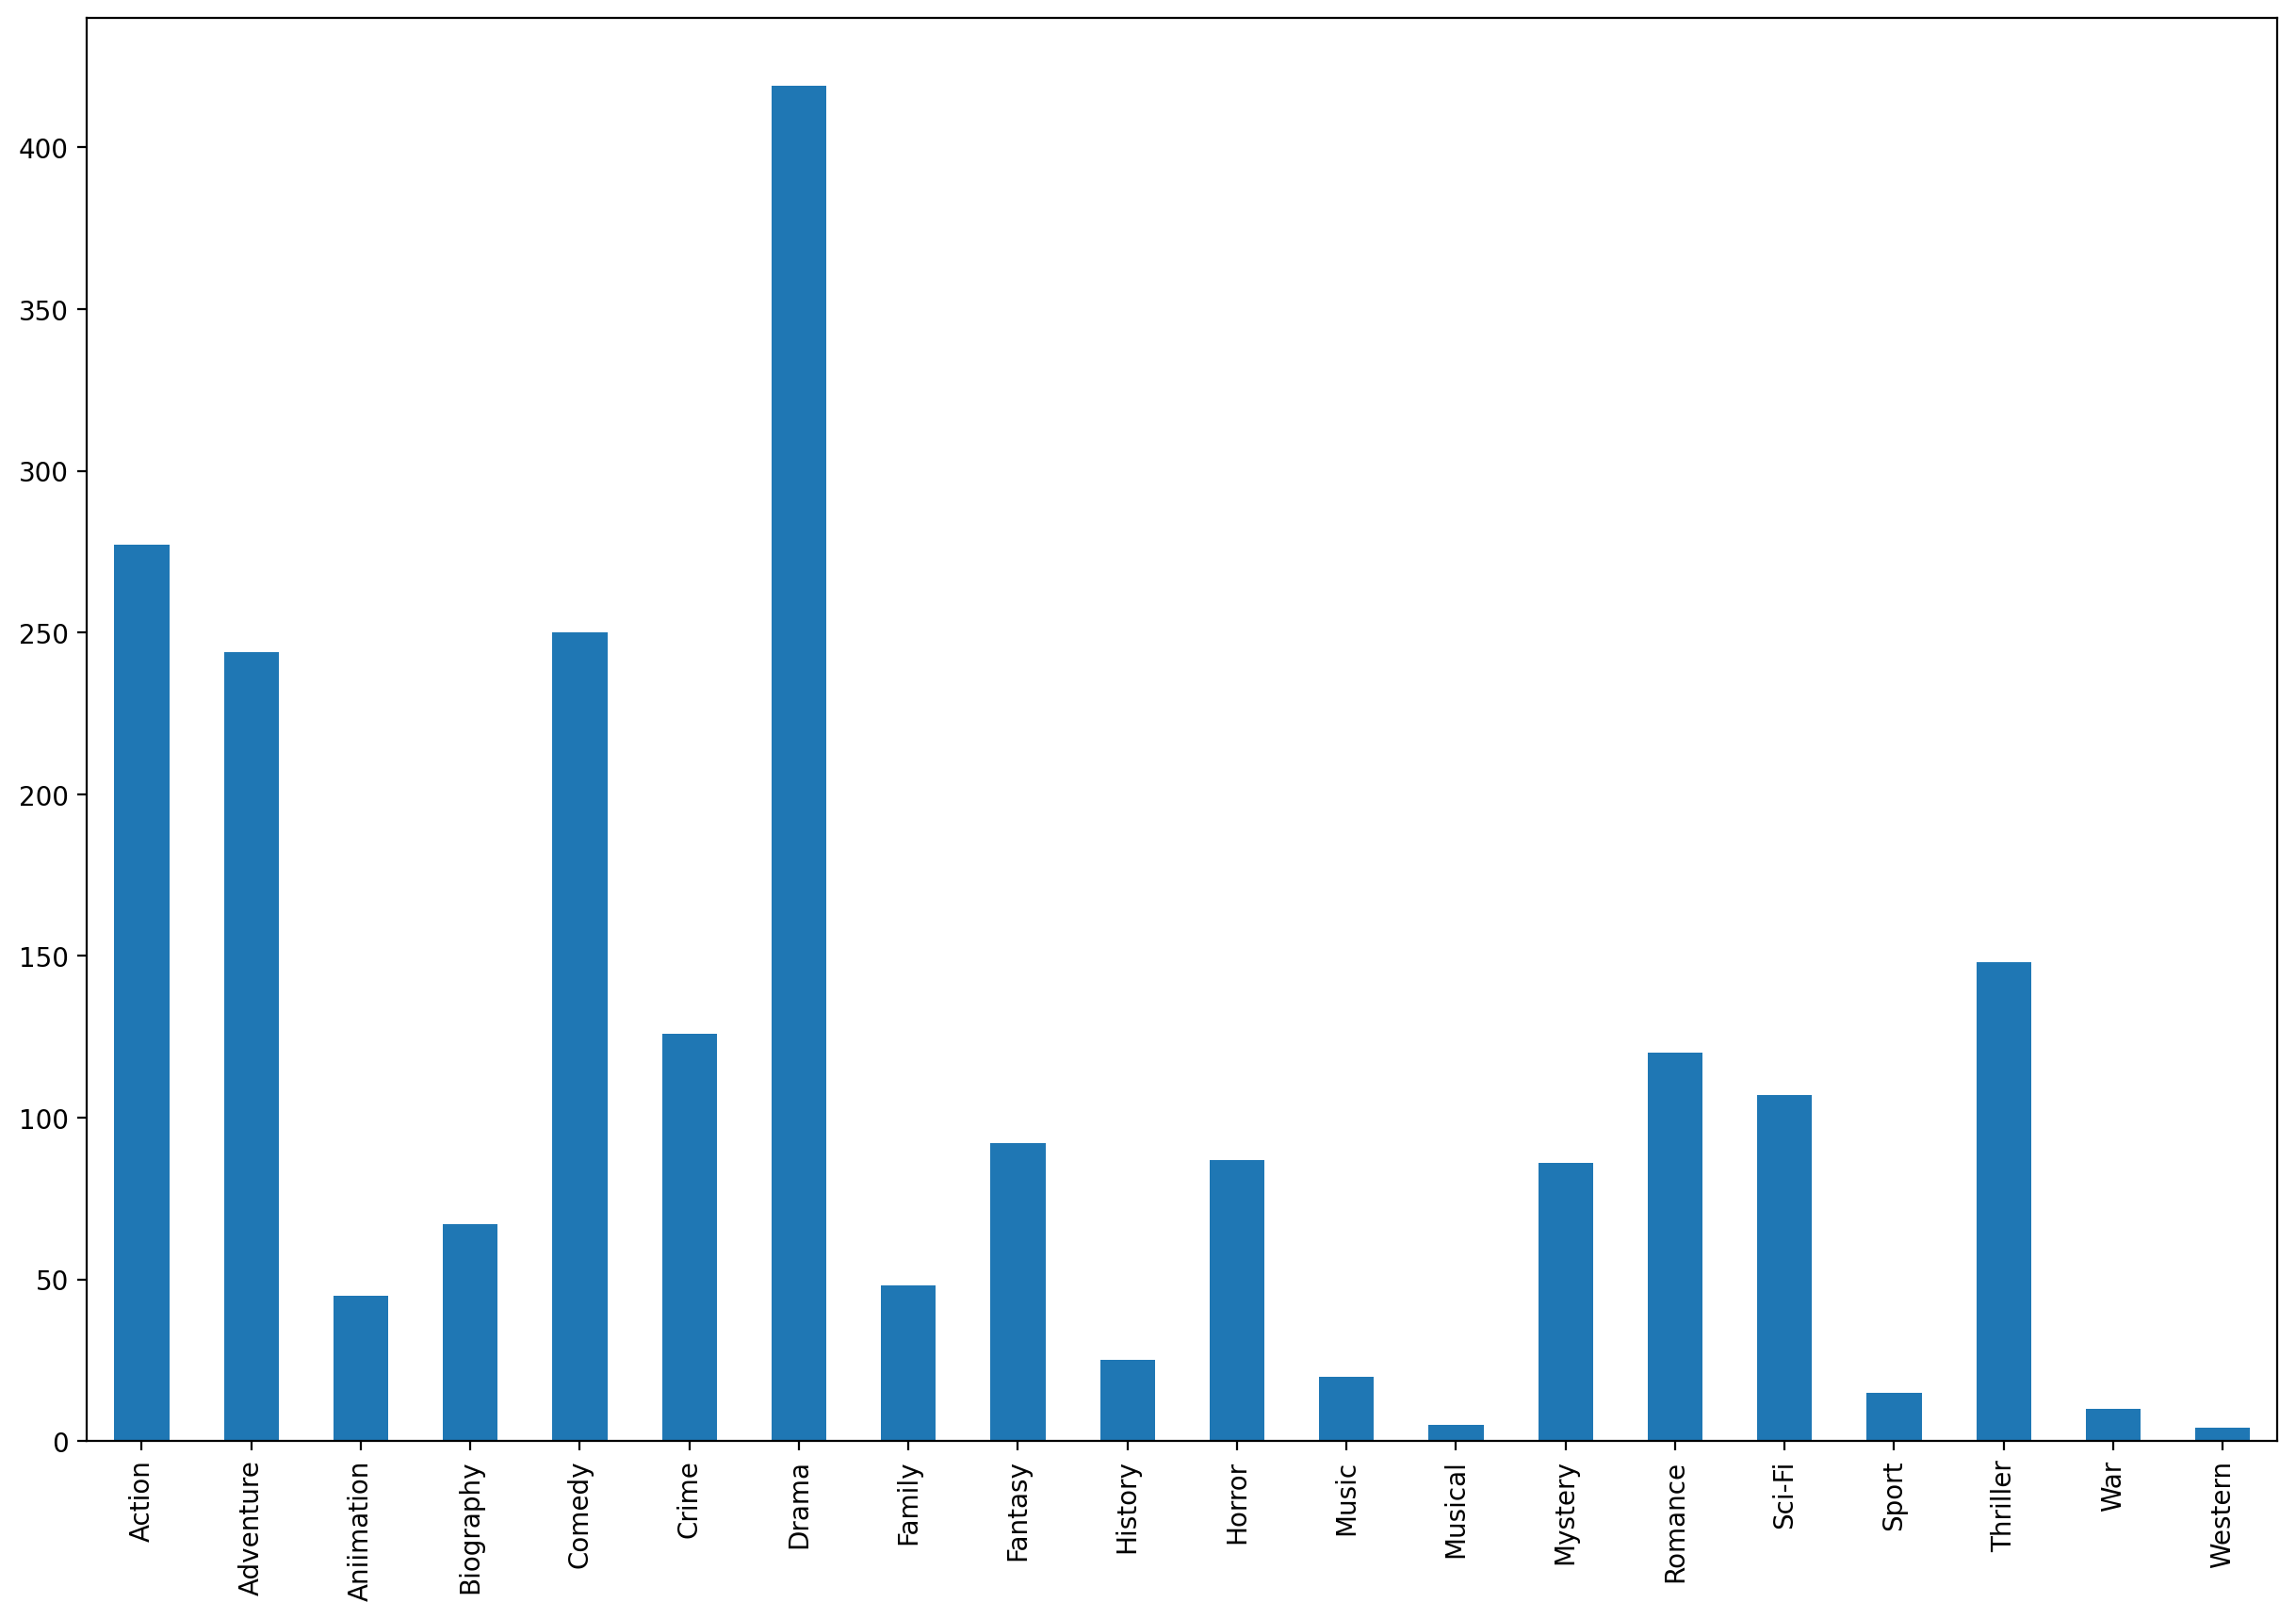 400
350
300
250
200
150
100
50
0
Action
Adventure
Aniimation
Biography
Comedy
Crime
Drama
Family
Fantasy
History
Horror
Music
Musical
Mystery
Romance
Sci-Fi
Sport
Thriller
War
Western